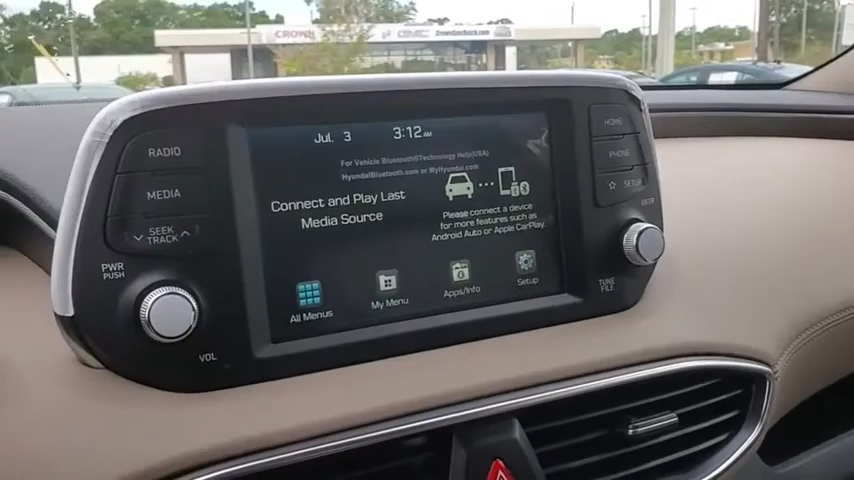 CROWN
GMC
RADIO
MEDIA
SEEK
TRACK
PWR
PUSH
VOL
Jul. 3
3:12 AM
For Vehicle Bluetooth®Technology Help(USA)
HyundaiBluetooth.com or MyHyundai.com
Connect and Play Last
Media Source
Please connect a device
for more features such as
Android Auto or Apple CarPlay.
All Menus
My Menu
Apps/Info
Setup
HOME
PHONE
SETUP
ENTER
TUNE
FILE